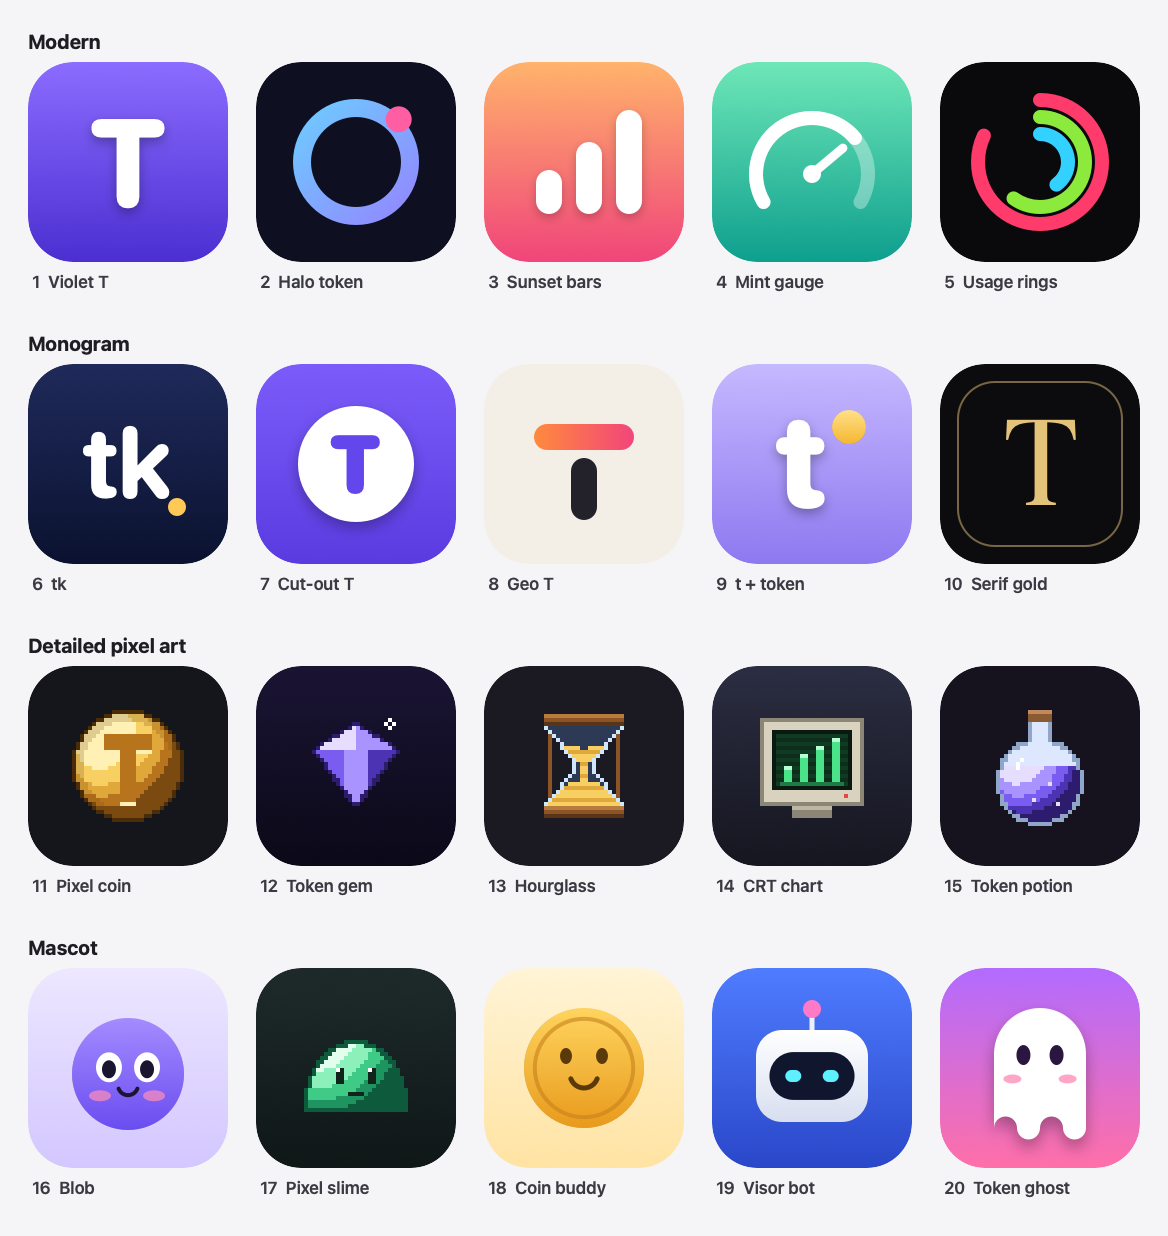 Modern
T
1 Violet T
2 Halo token
3 Sunset bars
4 Mint gauge
5 Usage rings
Monogram
tk
T
T
t
T
6 tk
7 Cut-out T
8 Geo T
9 t + token
10 Serif gold
Detailed pixel art
T
11 Pixel coin
12 Token gem
13 Hourglass
14 CRT chart
15 Token potion
Mascot
16 Blob
17 Pixel slime
18 Coin buddy
19 Visor bot
20 Token ghost